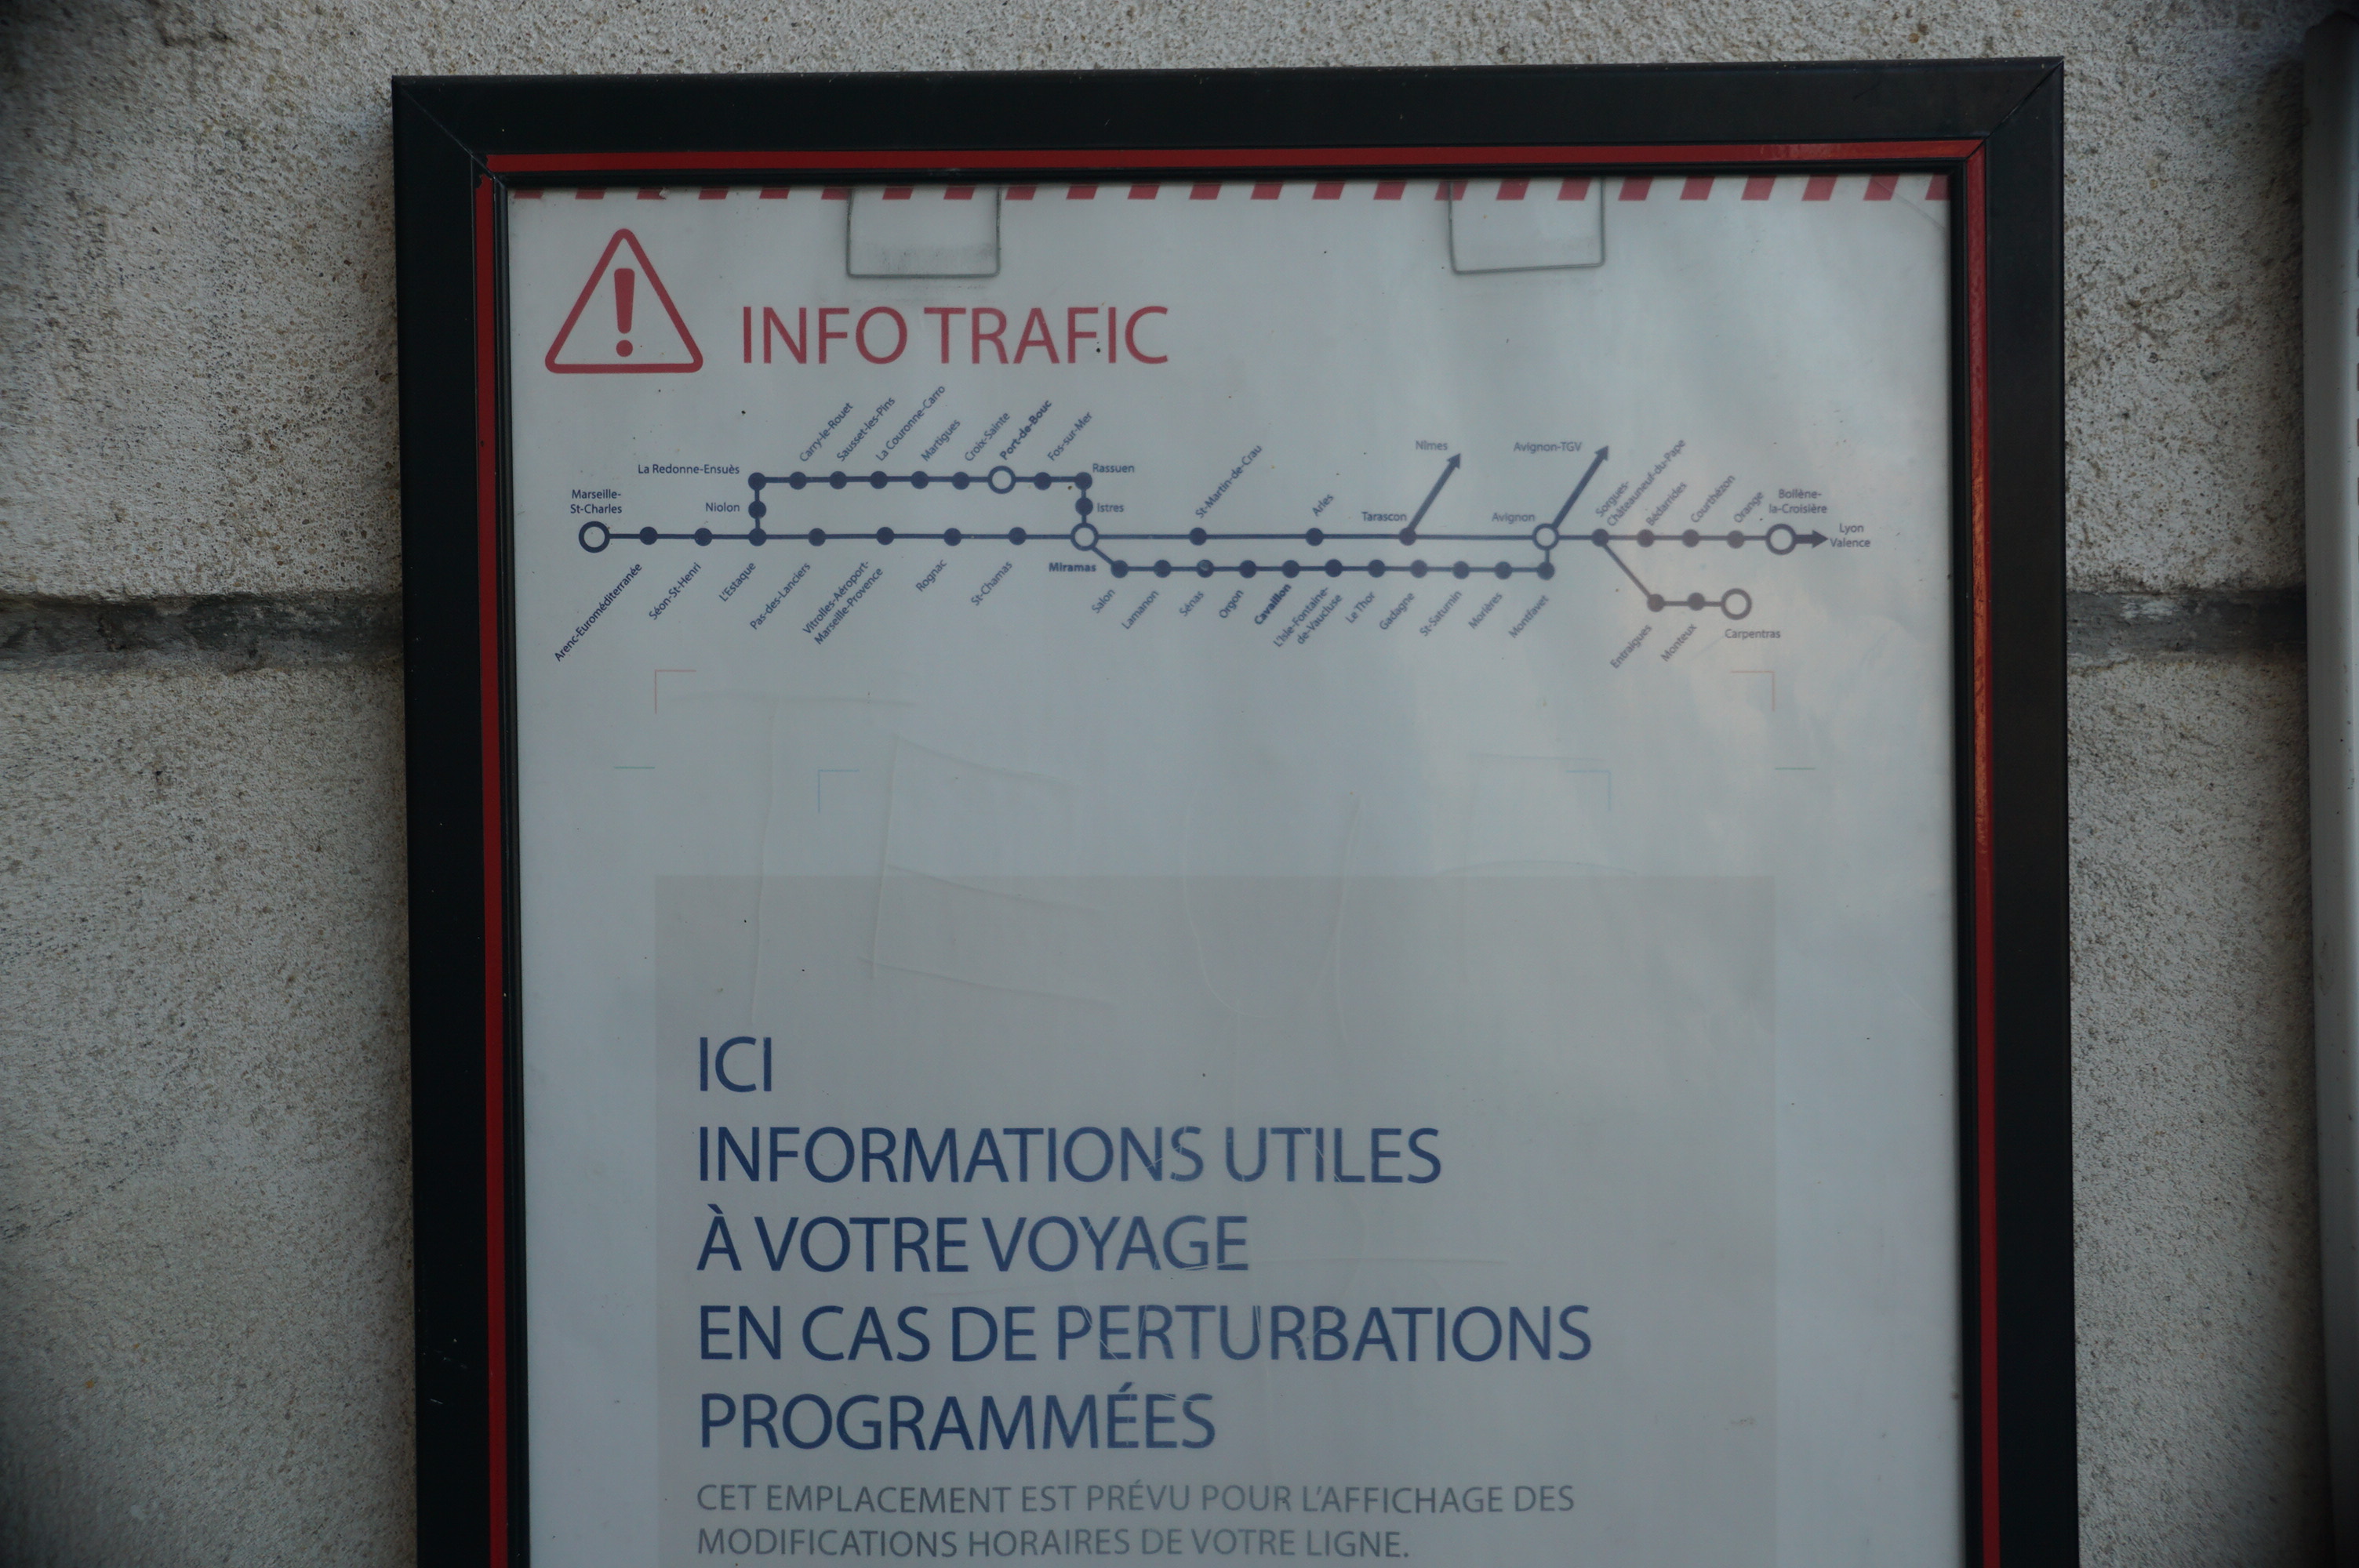 INFO TRAFIC
Marseille-
St-Charles
Arenc-Euroméditerranée
Séon-St-Henri
L'Estaque
Niolon
La Redonne-Ensuès
Carry-le-Rouet
Sausset-les-Pins
La Couronne-Carro
Martigues
Croix-Sainte
Port-de-Bouc
Fos-sur-Mer
Rassuen
Istres
Pas-des-Lanciers
Vitrolles-Aéroport-
Marseille-Provence
Rognac
St-Chamas
Miramas
St-Martin-de-Crau
Arles
Tarascon
Nîmes
Avignon
Avignon-TGV
Salon
Lamanon
Sénas
Orgon
Cavaillon
L'Isle-Fontaine-
de-Vaucluse
Le Thor
Gadagne
St-Saturnin
Morières
Montfavet
Sorgues-
Châteauneuf-du-Pape
Bédarrides
Courthézon
Orange
Bollène-
la-Croisière
Lyon
Valence
Entraigues
Monteux
Carpentras
ICI
INFORMATIONS UTILES
À VOTRE VOYAGE
EN CAS DE PERTURBATIONS
PROGRAMMÉES
CET EMPLACEMENT EST PRÉVU POUR L'AFFICHAGE DES
MODIFICATIONS HORAIRES DE VOTRE LIGNE.